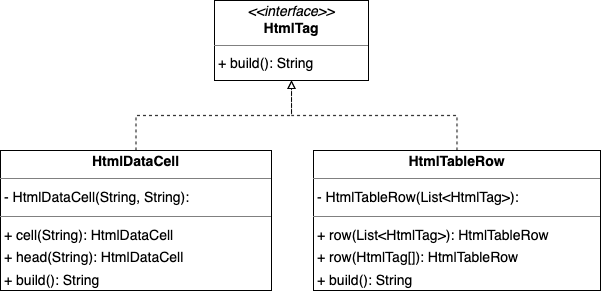 <<interface>>
HtmlTag
+ build(): String
HtmlDataCell
- HtmlDataCell(String, String):
+ cell(String): HtmlDataCell
+ head(String): HtmlDataCell
+ build(): String
HtmlTableRow
- HtmlTableRow(List<HtmlTag>):
+ row(List<HtmlTag>): HtmlTableRow
+ row(HtmlTag[]): HtmlTableRow
+ build(): String